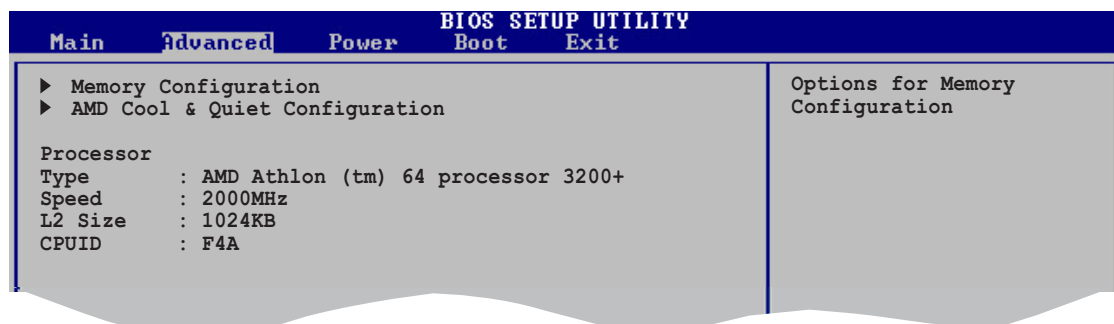 BIOS SETUP UTILITY
Main Advanced Power Boot Exit
Memory Configuration
AMD Cool & Quiet Configuration
Processor
Type : AMD Athlon (tm) 64 processor 3200+
Speed : 2000MHz
L2 Size : 1024KB
CPUID : F4A
Options for Memory
Configuration